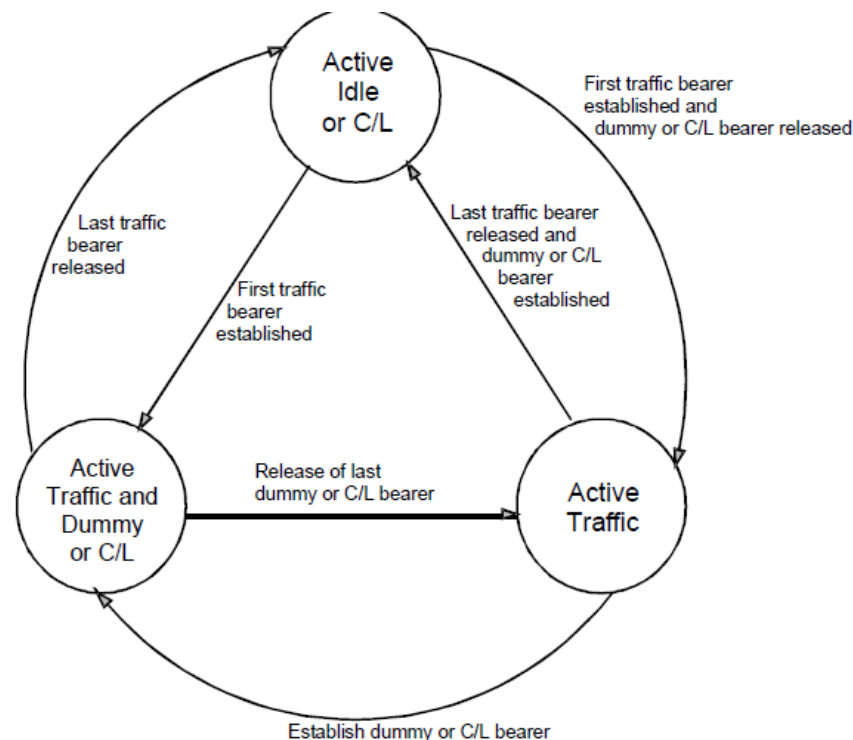 Active
Idle
or C/L
First traffic bearer
established and
dummy or C/L bearer released
Last traffic
bearer
released
Last traffic bearer
released and
dummy or C/L
bearer
established
First traffic
bearer
established
Active
Traffic and
Dummy
or C/L
Release of last
dummy or C/L bearer
Active
Traffic
Establish dummy or C/L bearer